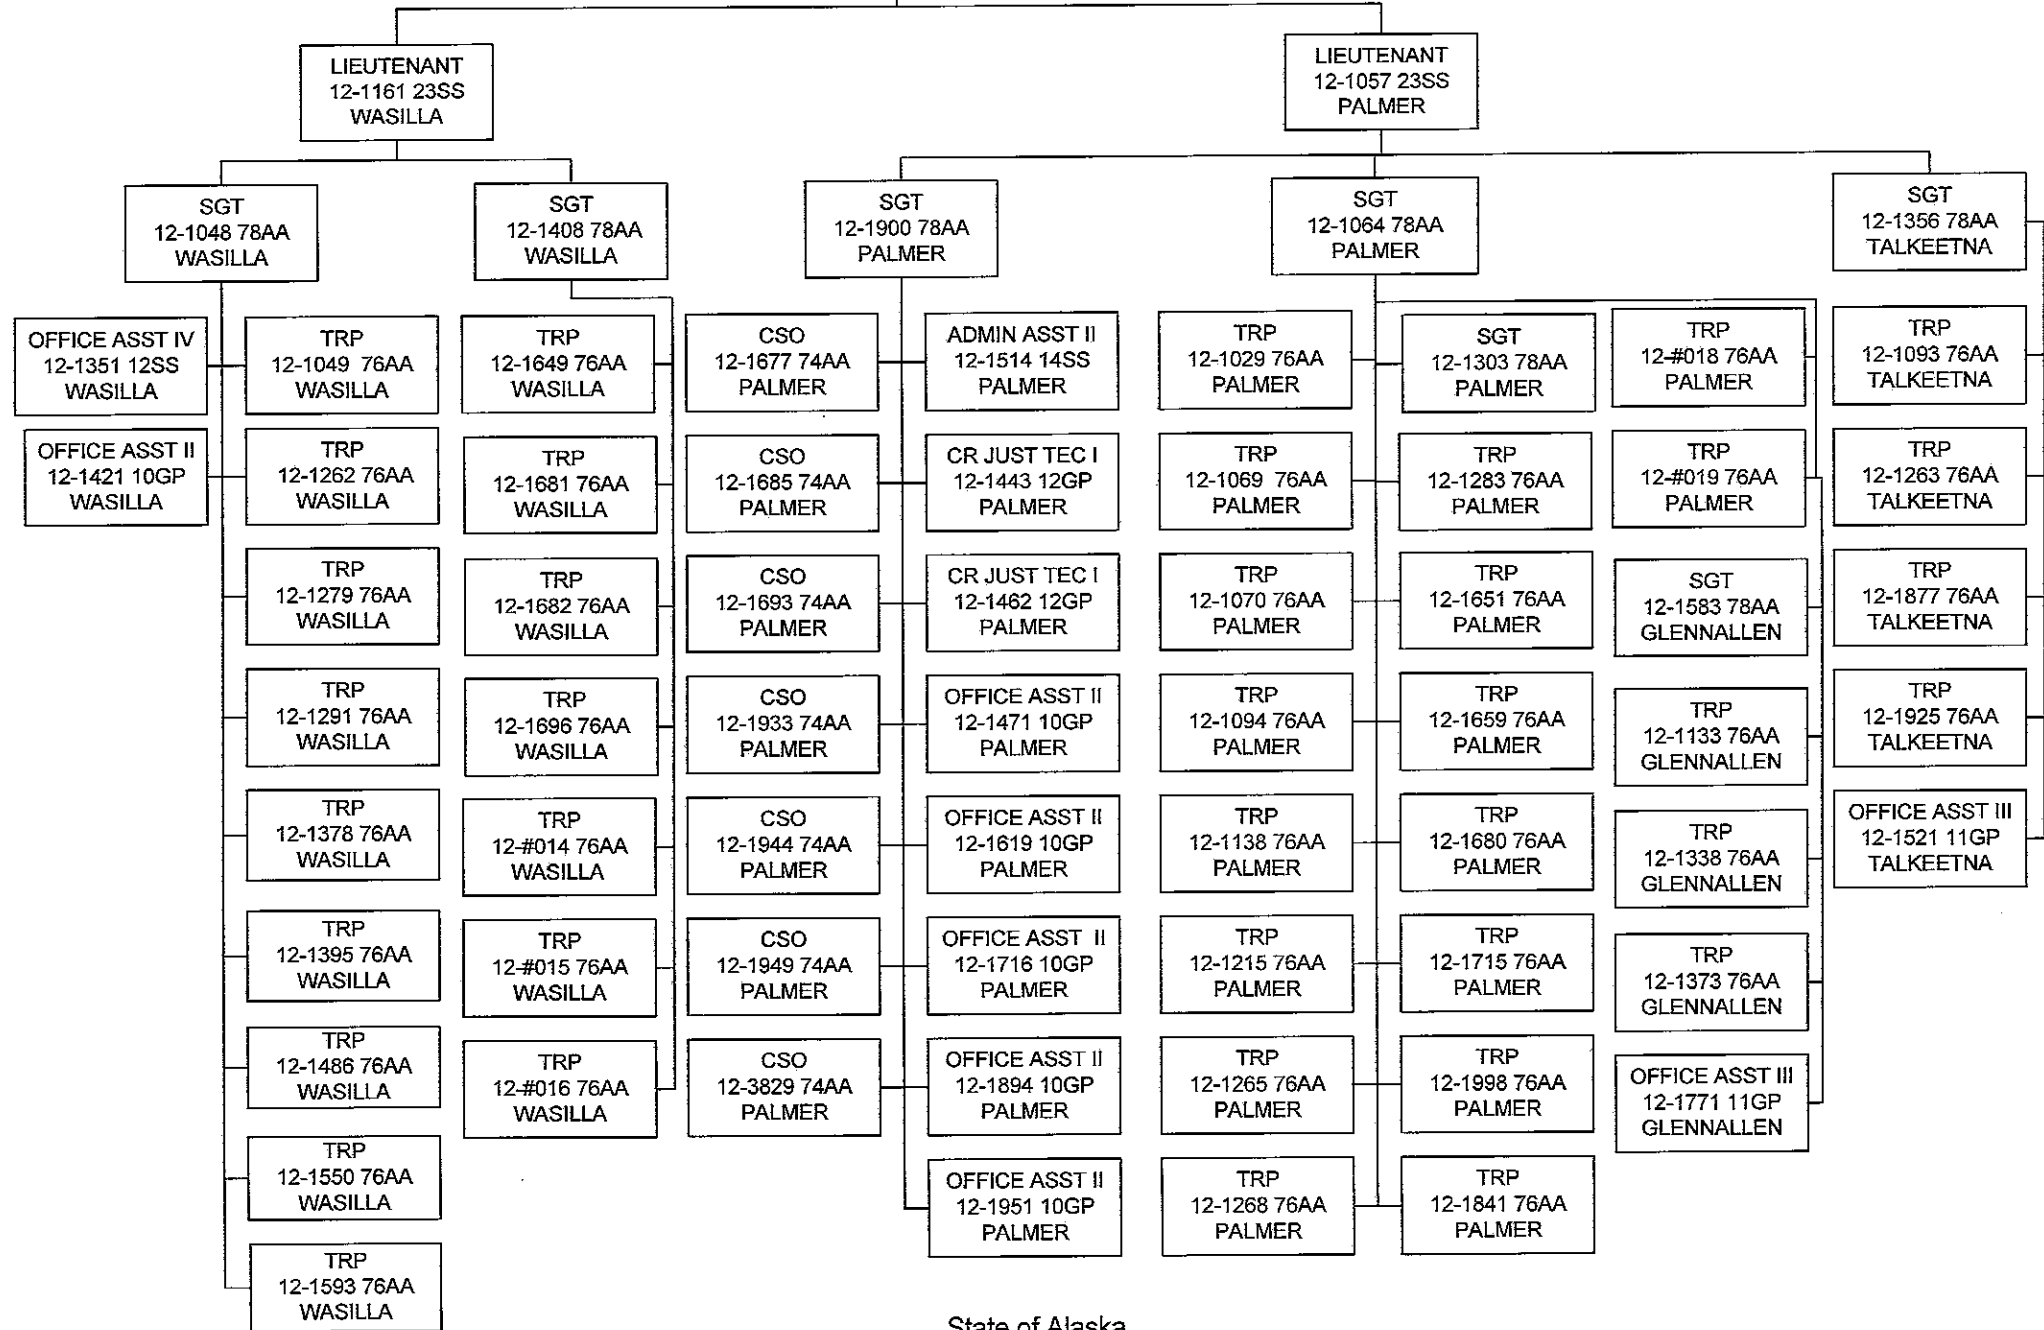 LIEUTENANT
12-1161 23SS
WASILLA
LIEUTENANT
12-1057 23SS
PALMER
SGT
12-1048 78AA
WASILLA
SGT
12-1408 78AA
WASILLA
SGT
12-1900 78AA
PALMER
SGT
12-1064 78AA
PALMER
SGT
12-1356 78AA
TALKEETNA
OFFICE ASST IV
12-1351 12SS
WASILLA
OFFICE ASST II
12-1421 10GP
WASILLA
TRP
12-1049 76AA
WASILLA
TRP
12-1262 76AA
WASILLA
TRP
12-1279 76AA
WASILLA
TRP
12-1291 76AA
WASILLA
TRP
12-1378 76AA
WASILLA
TRP
12-1395 76AA
WASILLA
TRP
12-1486 76AA
WASILLA
TRP
12-1550 76AA
WASILLA
TRP
12-1593 76AA
WASILLA
TRP
12-1649 76AA
WASILLA
TRP
12-1681 76AA
WASILLA
TRP
12-1682 76AA
WASILLA
TRP
12-1696 76AA
WASILLA
TRP
12-#014 76AA
WASILLA
TRP
12-#015 76AA
WASILLA
TRP
12-#016 76AA
WASILLA
CSO
12-1677 74AA
PALMER
CSO
12-1685 74AA
PALMER
CSO
12-1693 74AA
PALMER
CSO
12-1933 74AA
PALMER
CSO
12-1944 74AA
PALMER
CSO
12-1949 74AA
PALMER
CSO
12-3829 74AA
PALMER
ADMIN ASST II
12-1514 14SS
PALMER
CR JUST TEC I
12-1443 12GP
PALMER
CR JUST TEC I
12-1462 12GP
PALMER
OFFICE ASST II
12-1471 10GP
PALMER
OFFICE ASST II
12-1619 10GP
PALMER
OFFICE ASST II
12-1716 10GP
PALMER
OFFICE ASST II
12-1894 10GP
PALMER
OFFICE ASST II
12-1951 10GP
PALMER
TRP
12-1029 76AA
PALMER
TRP
12-1069 76AA
PALMER
TRP
12-1070 76AA
PALMER
TRP
12-1094 76AA
PALMER
TRP
12-1138 76AA
PALMER
TRP
12-1215 76AA
PALMER
TRP
12-1265 76AA
PALMER
TRP
12-1268 76AA
PALMER
SGT
12-1303 78AA
PALMER
TRP
12-1283 76AA
PALMER
TRP
12-1651 76AA
PALMER
TRP
12-1659 76AA
PALMER
TRP
12-1680 76AA
PALMER
TRP
12-1715 76AA
PALMER
TRP
12-1998 76AA
PALMER
TRP
12-1841 76AA
PALMER
TRP
12-#018 76AA
PALMER
TRP
12-#019 76AA
PALMER
SGT
12-1583 78AA
GLENNALLEN
TRP
12-1133 76AA
GLENNALLEN
TRP
12-1338 76AA
GLENNALLEN
TRP
12-1373 76AA
GLENNALLEN
OFFICE ASST III
12-1771 11GP
GLENNALLEN
TRP
12-1093 76AA
TALKEETNA
TRP
12-1263 76AA
TALKEETNA
TRP
12-1877 76AA
TALKEETNA
TRP
12-1925 76AA
TALKEETNA
OFFICE ASST III
12-1521 11GP
TALKEETNA
State of Alaska